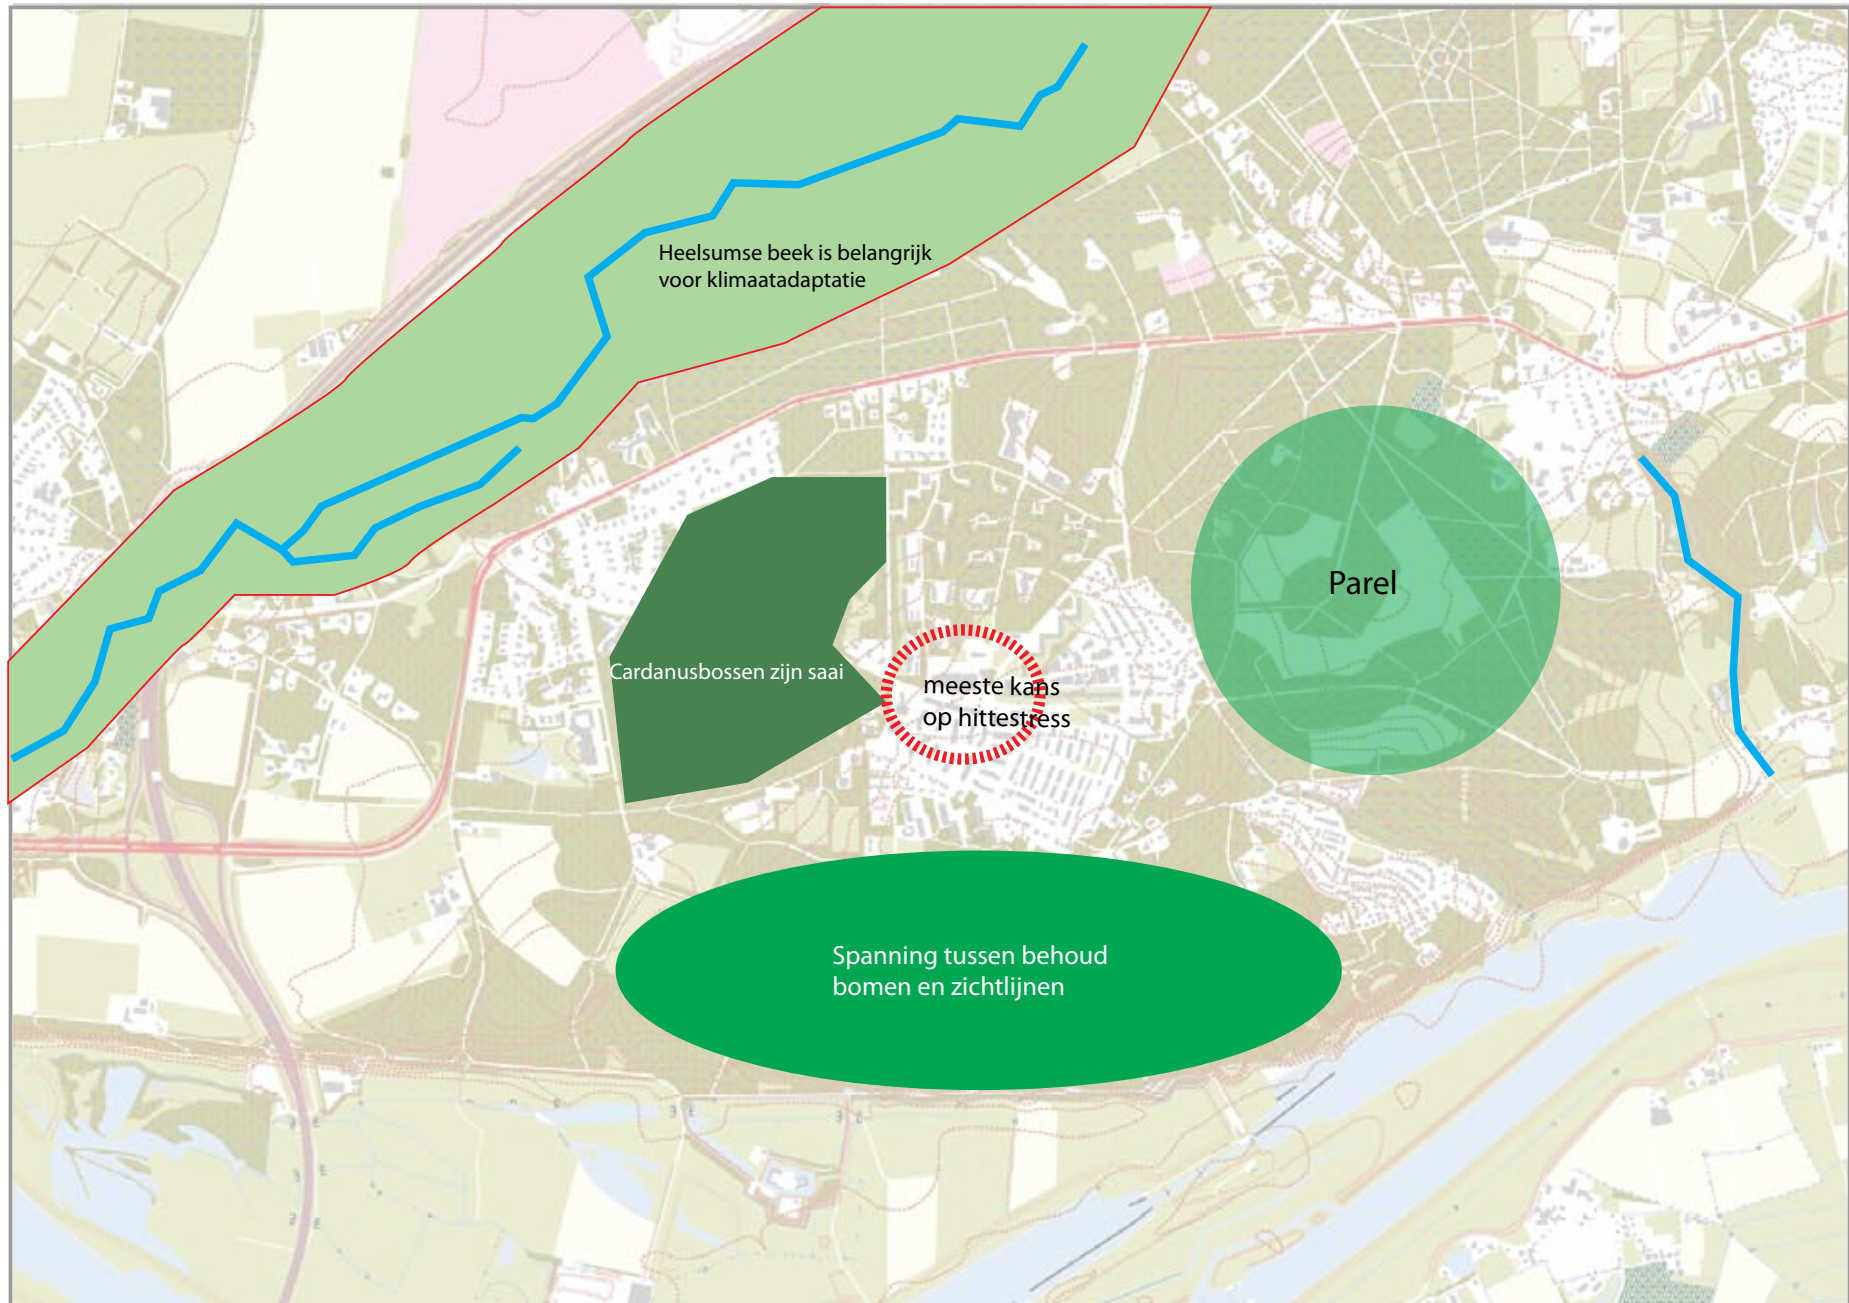 Heelsumse beek is belangrijk
voor klimaatadaptatie
Parel
Cardanusbossen zijn saai
meeste kans
op hittestress
Spanning tussen behoud
bomen en zichtlijnen